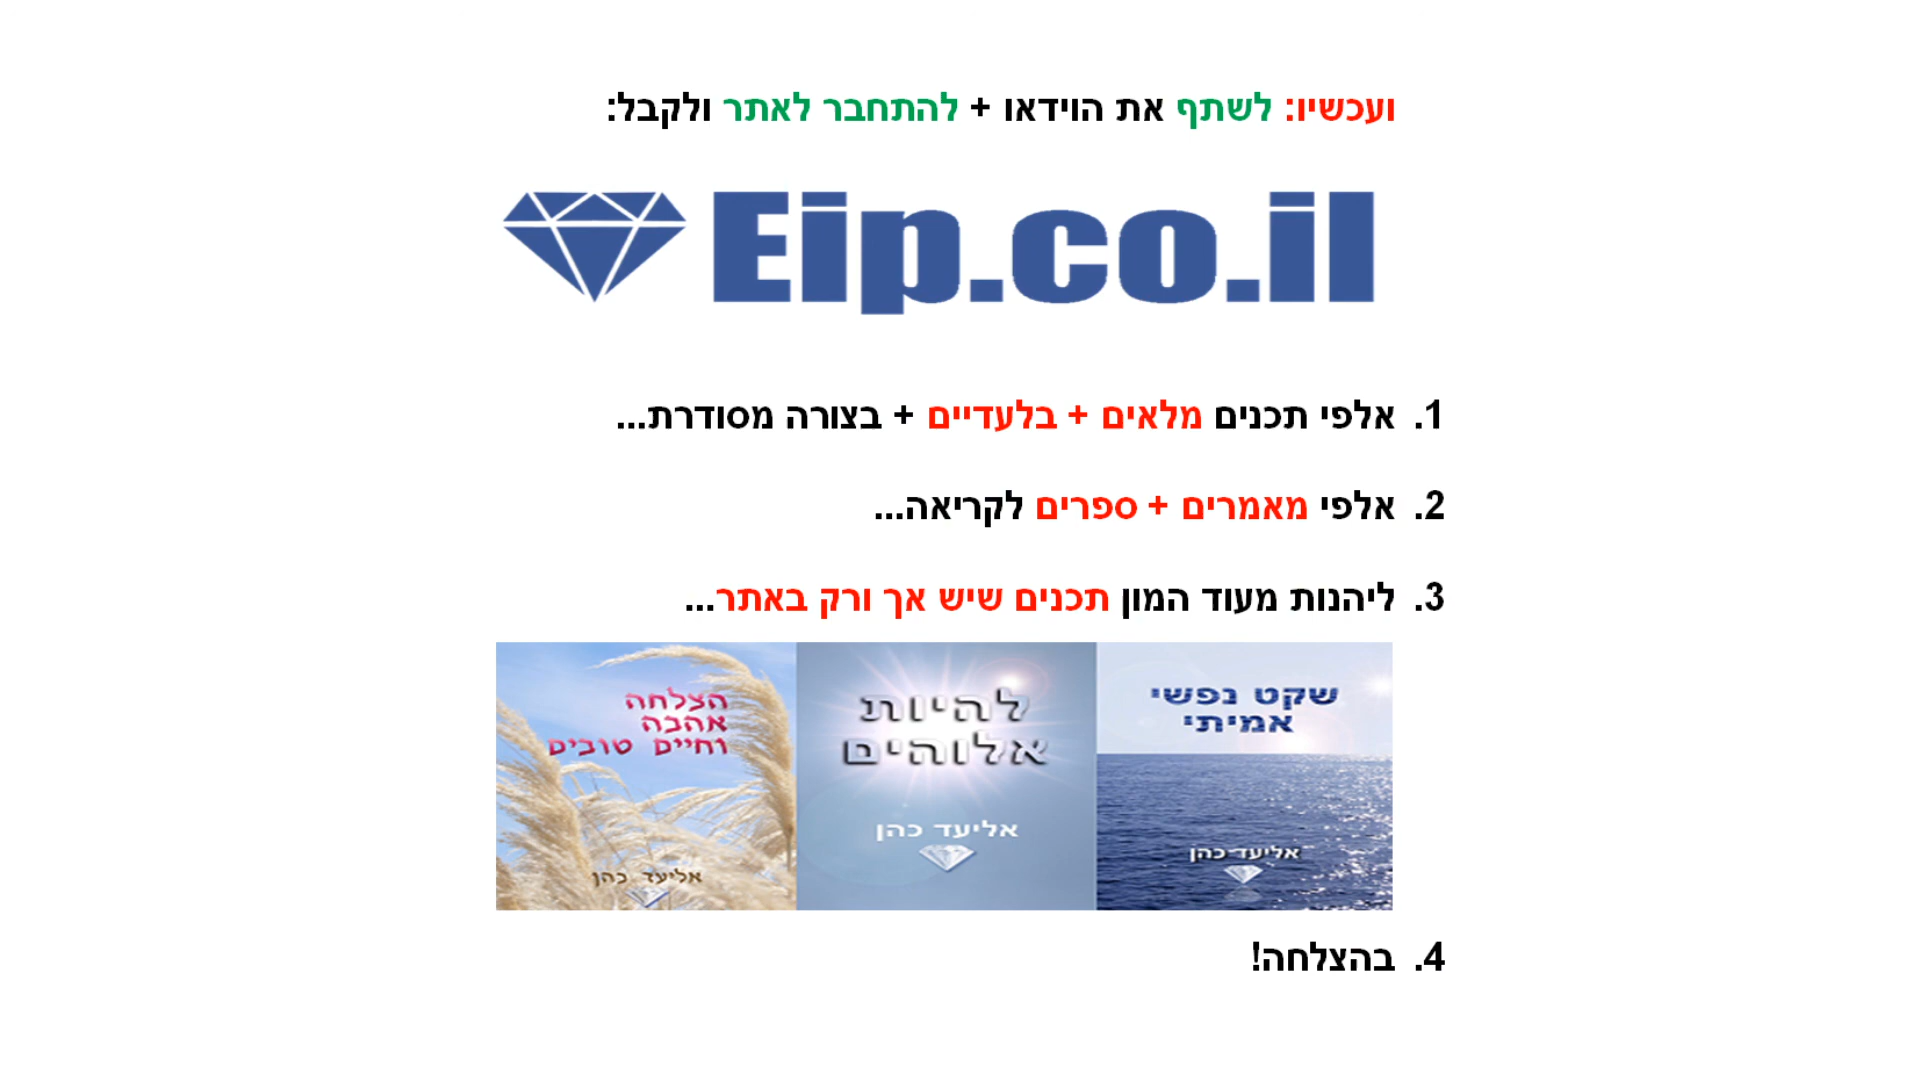 ועכשיו: לשתף את הוידאו + להתחבר לאתר ולקבל:
Eip.co.il
1. אלפי תכנים מלאים + בלעדיים + בצורה מסודרת...
2. אלפי מאמרים + ספרים לקריאה...
3. ליהנות מעוד המון תכנים שיש אך ורק באתר...
שקט נפשי
אמיתי
אליעד כהן
להיות
אלוהים
אליעד כהן
הצלחה
אהבה
וחיים טובים
אליעד כהן
4. בהצלחה!